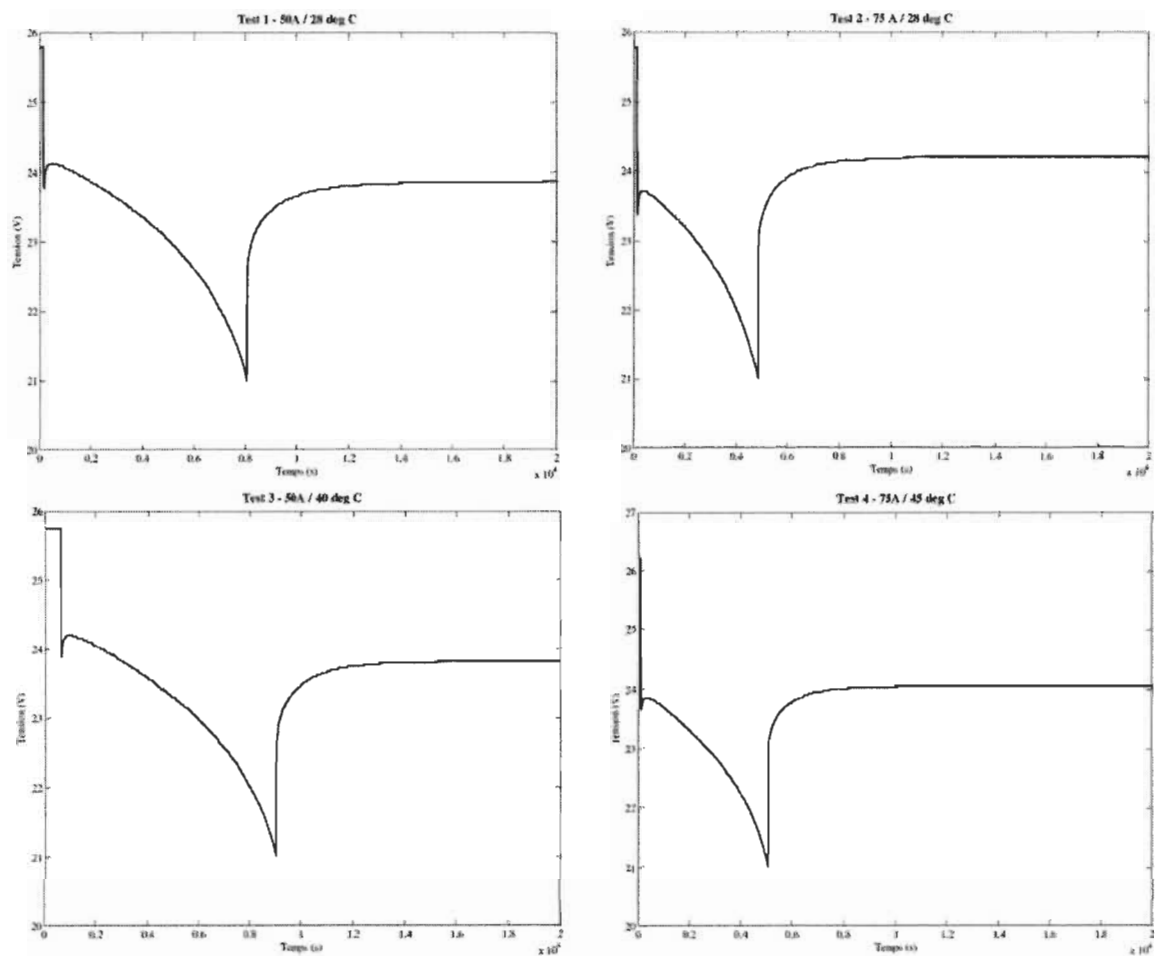 Test 1 - 50A / 28 deg C
26
25
24
23
22
21
20
Tension (V)
0 0.2 0.4 0.6 0.8 1 1.2 1.4 1.6 1.8 2
Temps (s)
x 10⁴
Test 2 - 75 A / 28 deg C
26
25
24
23
22
21
20
Tension (V)
0 0.2 0.4 0.6 0.8 1 1.2 1.4 1.6 1.8 2
Temps (s)
x 10⁴
Test 3 - 50A / 40 deg C
26
25
24
23
22
21
20
Tension (V)
0 0.2 0.4 0.6 0.8 1 1.2 1.4 1.6 1.8 2
Temps (s)
x 10⁴
Test 4 - 75A / 45 deg C
27
26
25
24
23
22
21
20
Tension (V)
0 0.2 0.4 0.6 0.8 1 1.2 1.4 1.6 1.8 2
Temps (s)
x 10⁴